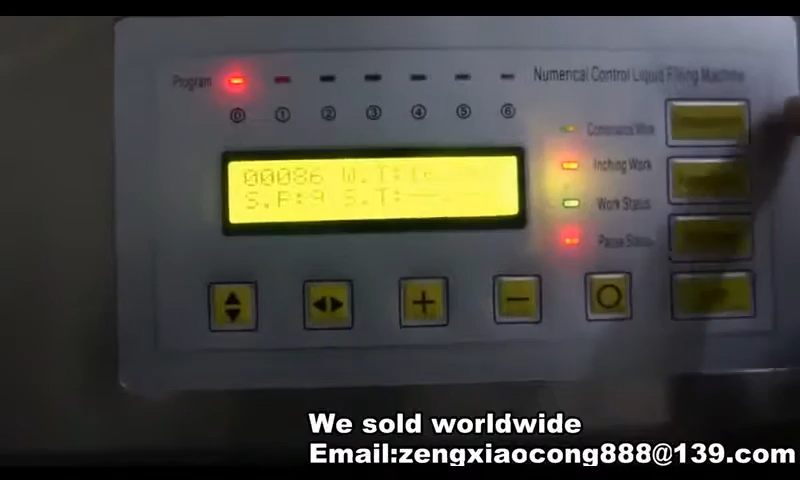 Program
Numerical Control Liquid Filling Machine
0 1 2 3 4 5 6
Continuous Work
00086 W.T:1
Inching Work
S.P:9 S.T:--
Work Status
Pause Status
+ −
We sold worldwide
Email:zengxiaocong888@139.com